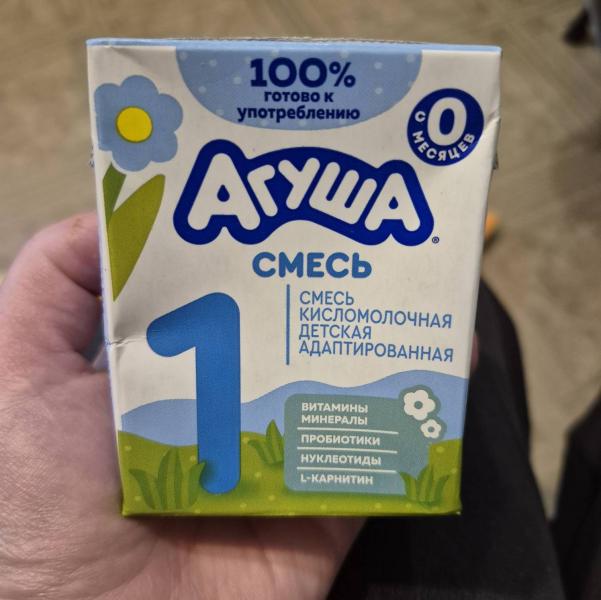 100%
ГОТОВО К
УПОТРЕБЛЕНИЮ
С 0 МЕСЯЦЕВ
АГУША®
СМЕСЬ
1
СМЕСЬ
КИСЛОМОЛОЧНАЯ
ДЕТСКАЯ
АДАПТИРОВАННАЯ
ВИТАМИНЫ
МИНЕРАЛЫ
ПРОБИОТИКИ
НУКЛЕОТИДЫ
L-КАРНИТИН